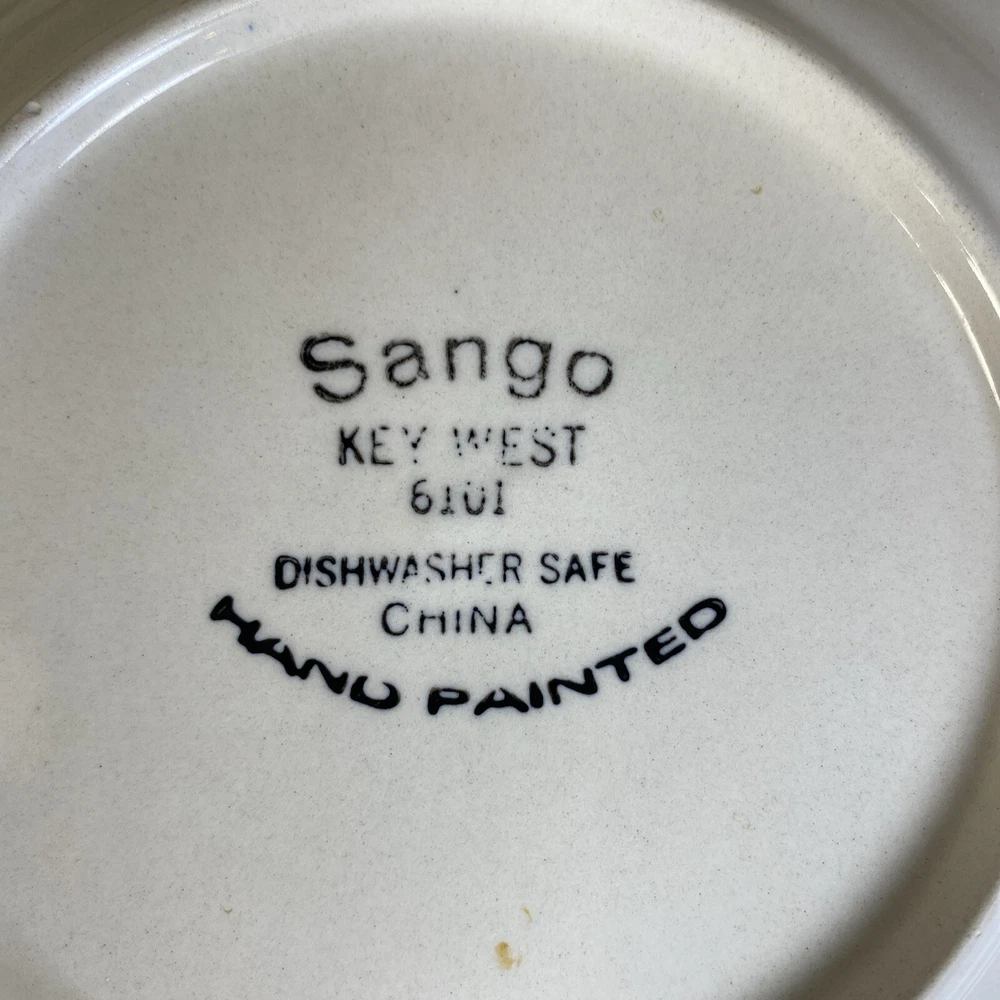 Sango
KEY WEST
6101
DISHWASHER SAFE
CHINA
HAND PAINTED